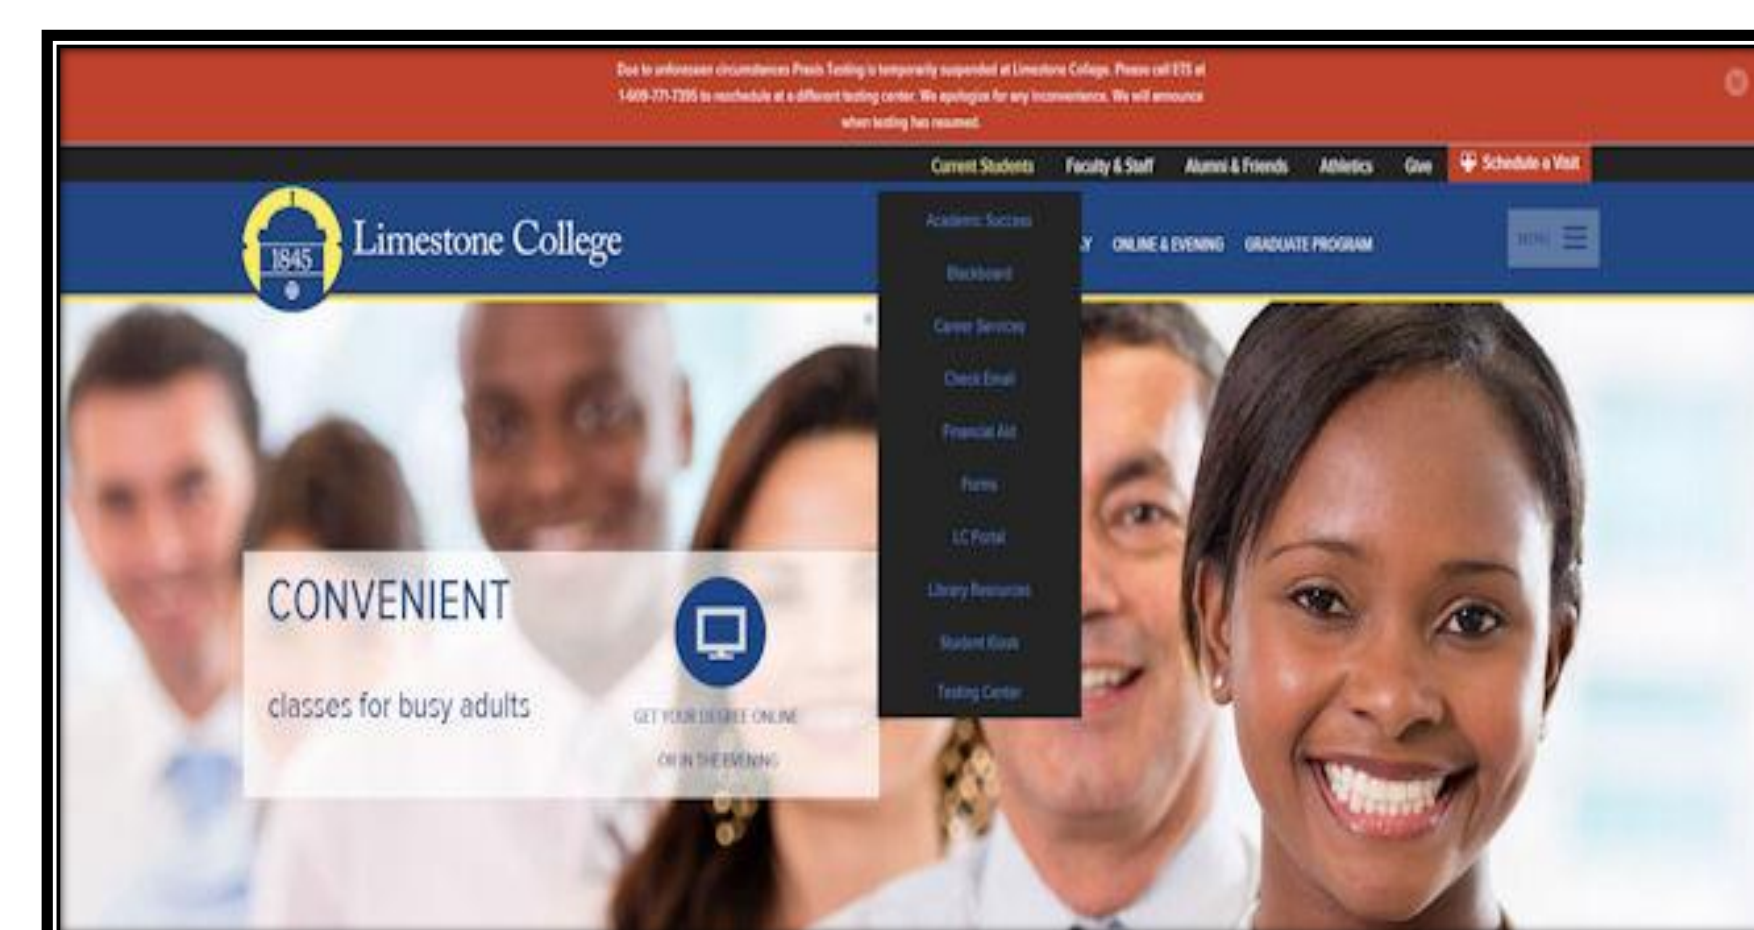 Due to unforeseen circumstances Praxis Testing is temporarily suspended at Limestone College. Please call ETS at
1-609-771-7395 to reschedule at a different testing center. We apologize for any inconvenience. We will announce
when testing has resumed.
Current Students Faculty & Staff Alumni & Friends Athletics Give Schedule a Visit
1845 Limestone College
ONLINE & EVENING GRADUATE PROGRAM MENU
Academic Success
Blackboard
Career Services
Check Email
Financial Aid
Forms
LC Portal
Library Resources
Student Kiosk
Testing Center
CONVENIENT
classes for busy adults
GET YOUR DEGREE ONLINE
OR IN THE EVENING